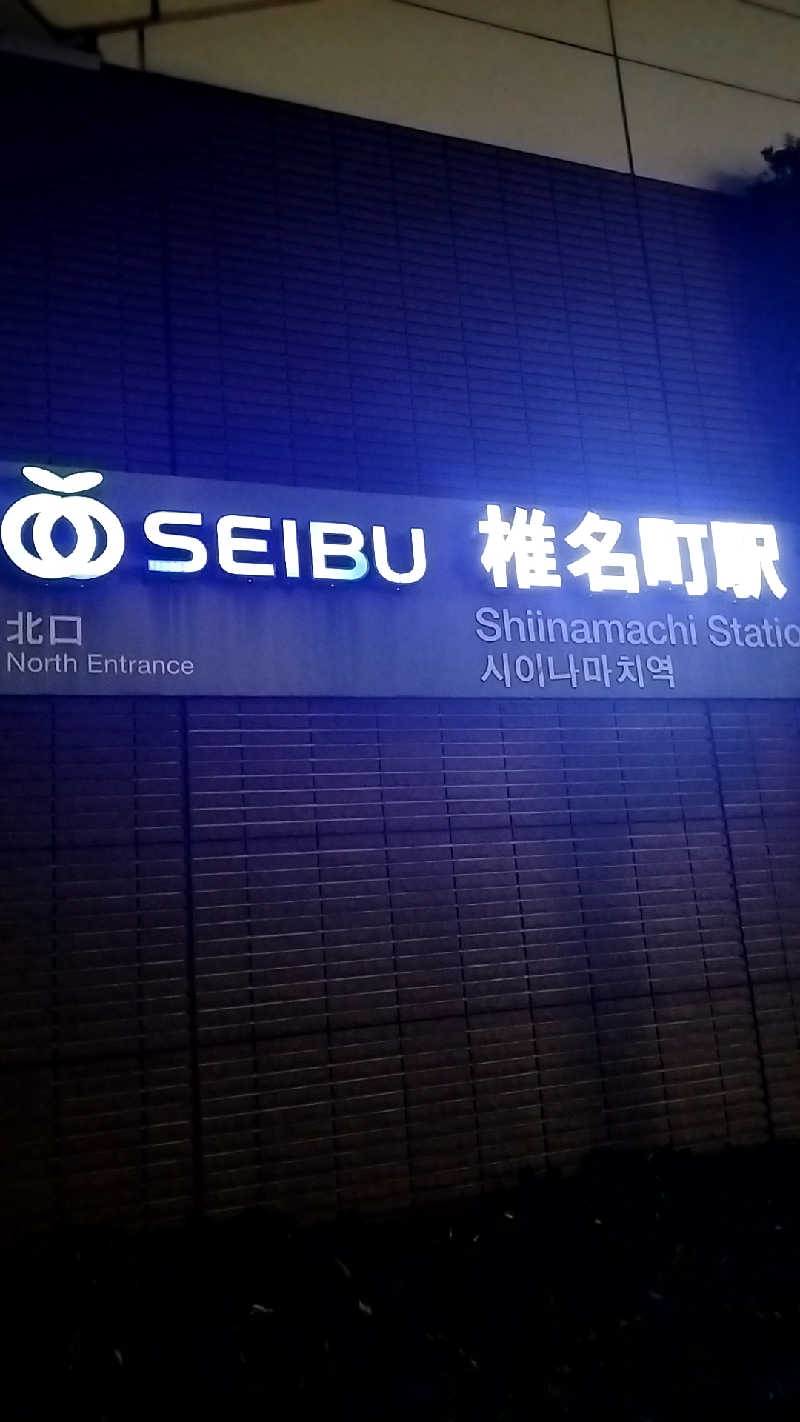 SEIBU
北口
North Entrance
椎名町駅
Shiinamachi Statio
시이나마치역